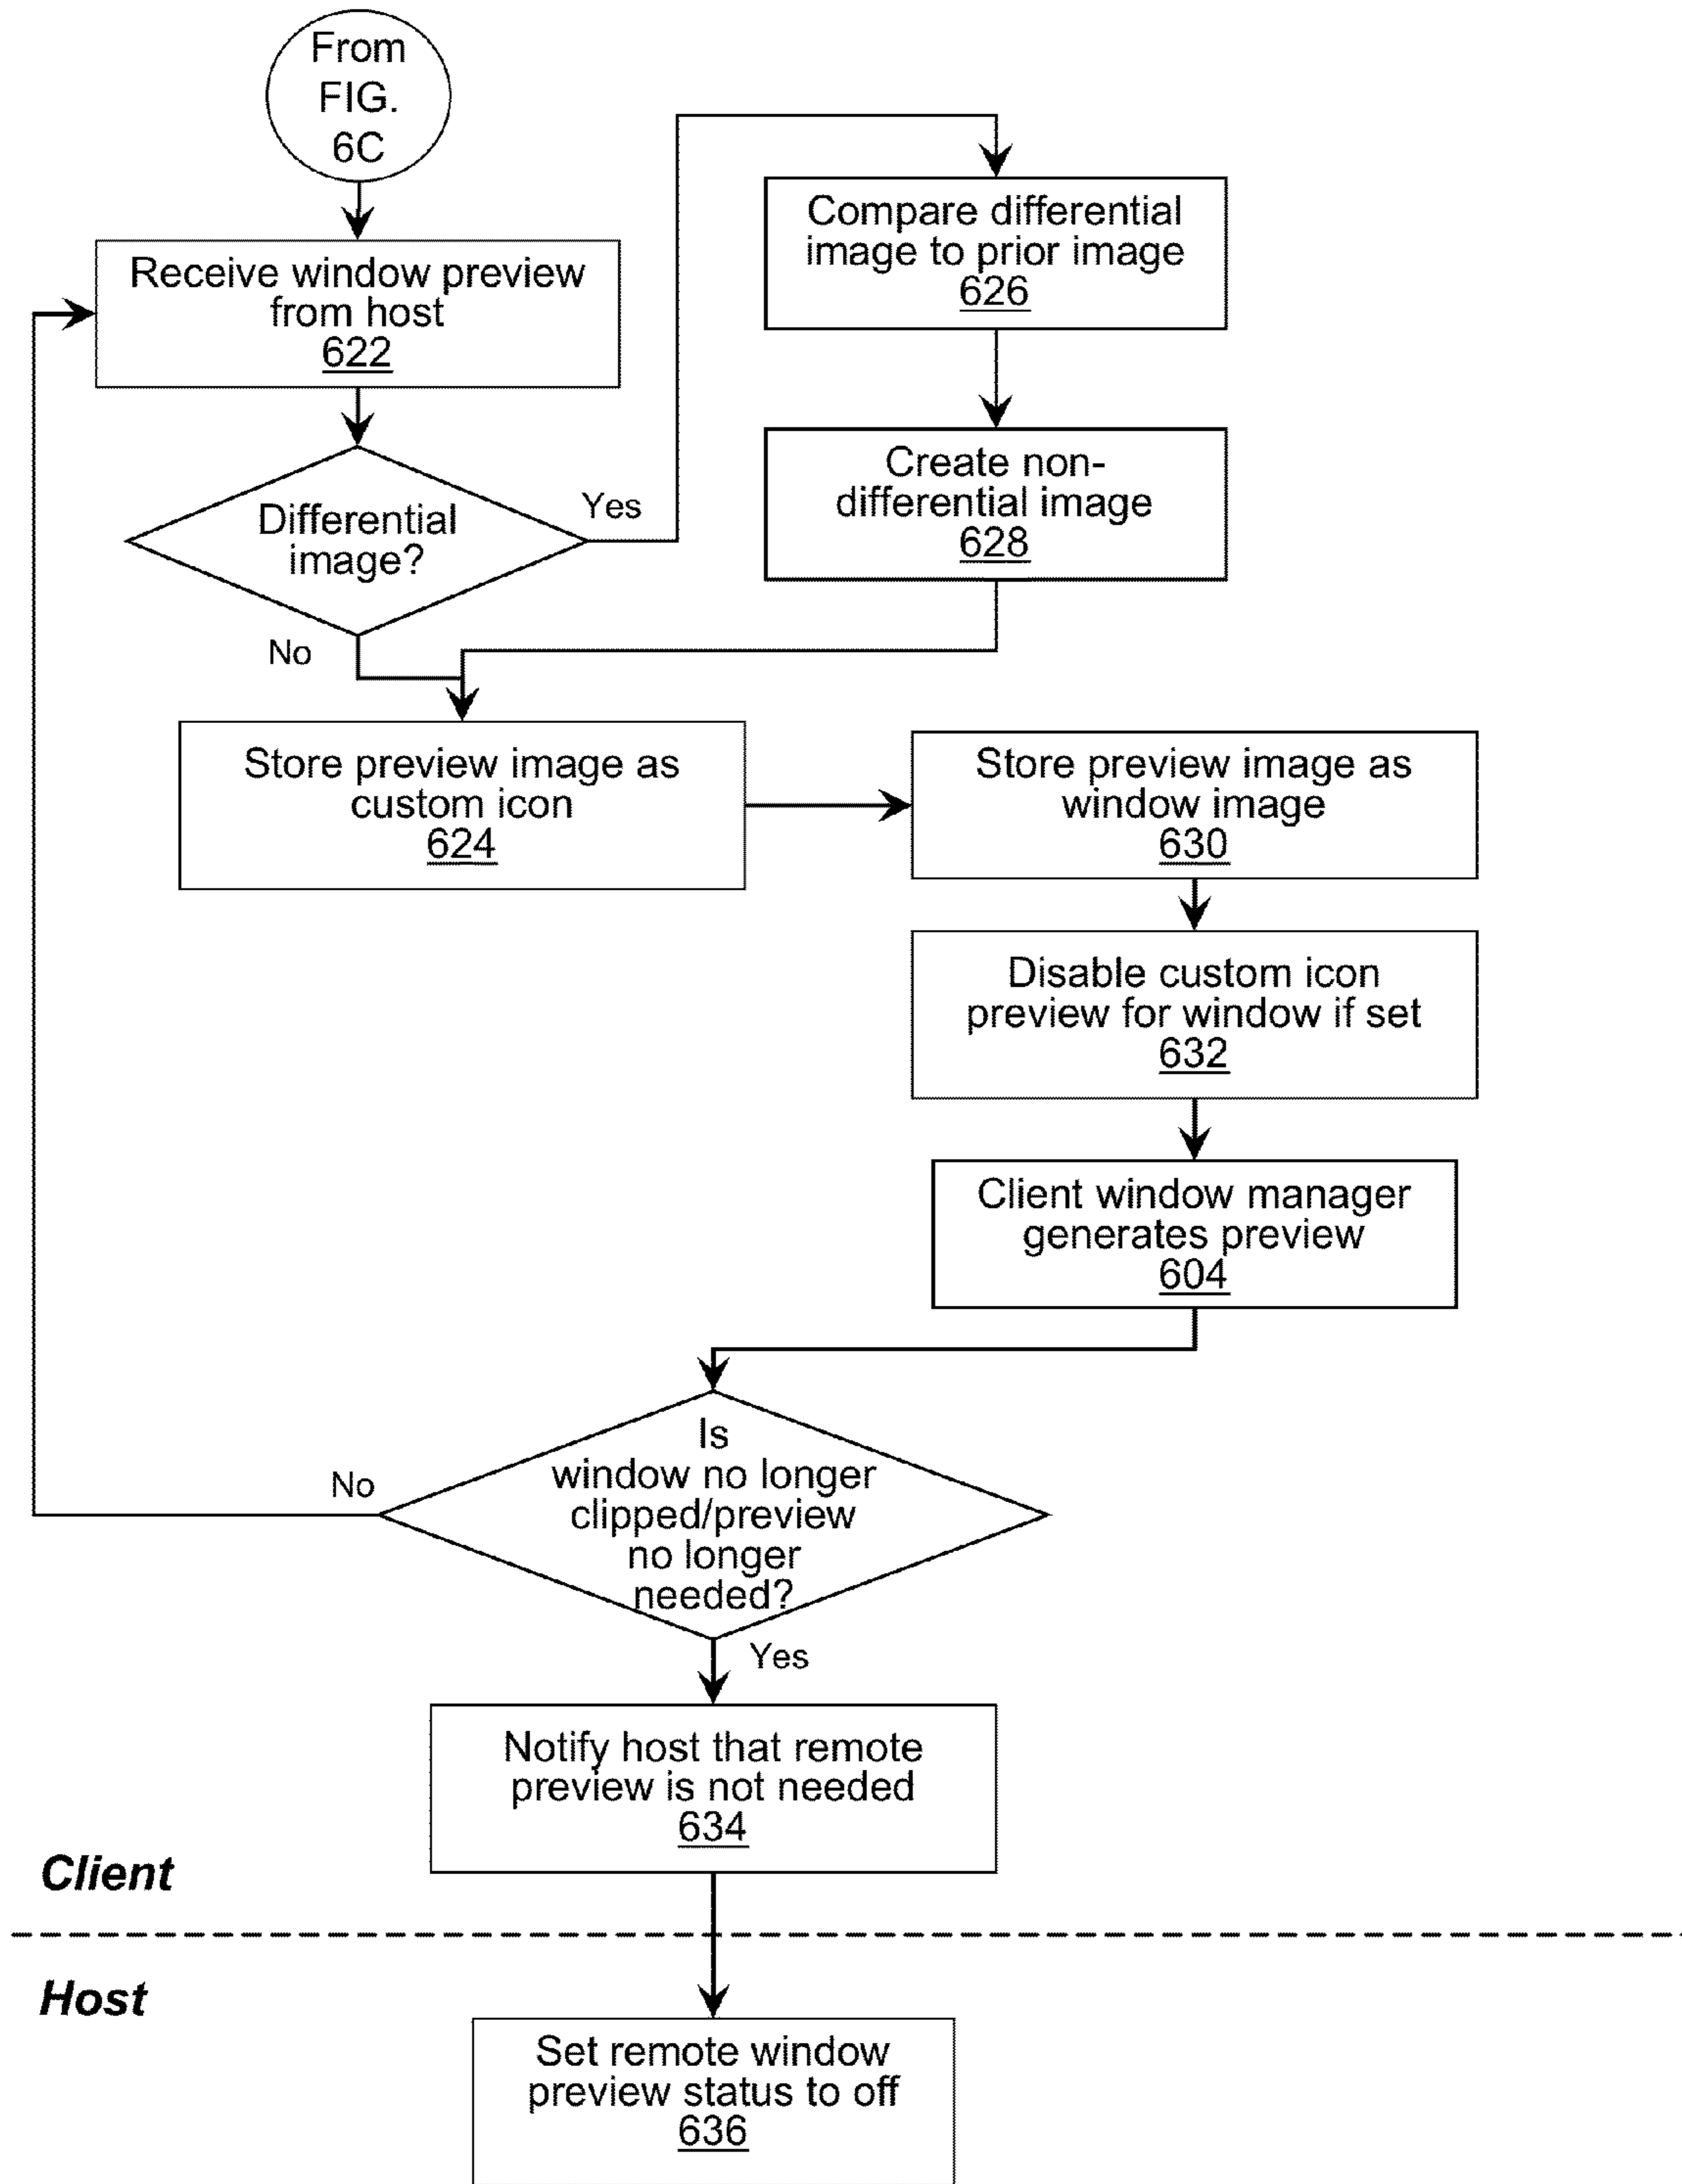 From
FIG.
6C
Receive window preview
from host
622
Differential
image?
Yes
No
Compare differential
image to prior image
626
Create non-
differential image
628
Store preview image as
custom icon
624
Store preview image as
window image
630
Disable custom icon
preview for window if set
632
Client window manager
generates preview
604
Is
window no longer
clipped/preview
no longer
needed?
No
Yes
Notify host that remote
preview is not needed
634
Client
Host
Set remote window
preview status to off
636